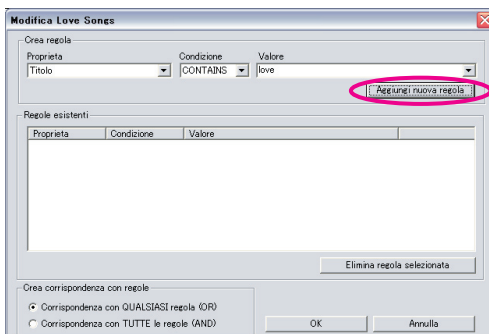 Modifica Love Songs
Crea regola
Proprieta Condizione Valore
Titolo CONTAINS love
Aggiungi nuova regola
Regole esistenti
Proprieta Condizione Valore
Elimina regola selezionata
Crea corrispondenza con regole
Corrispondenza con QUALSIASI regola (OR)
Corrispondenza con TUTTE le regole (AND)
OK Annulla